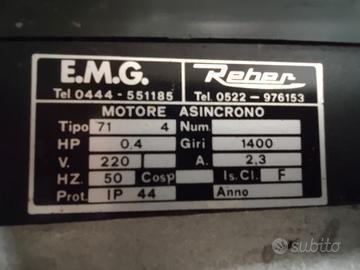 E.M.G. Reber
Tel 0444-551185 Tel. 0522-976153
MOTORE ASINCRONO
Tipo 71 4 Num.
HP 0,4 Giri 1400
V. 220 A. 2,3
HZ. 50 Cosφ Is.Cl. F
Prot. IP 44 Anno
subito